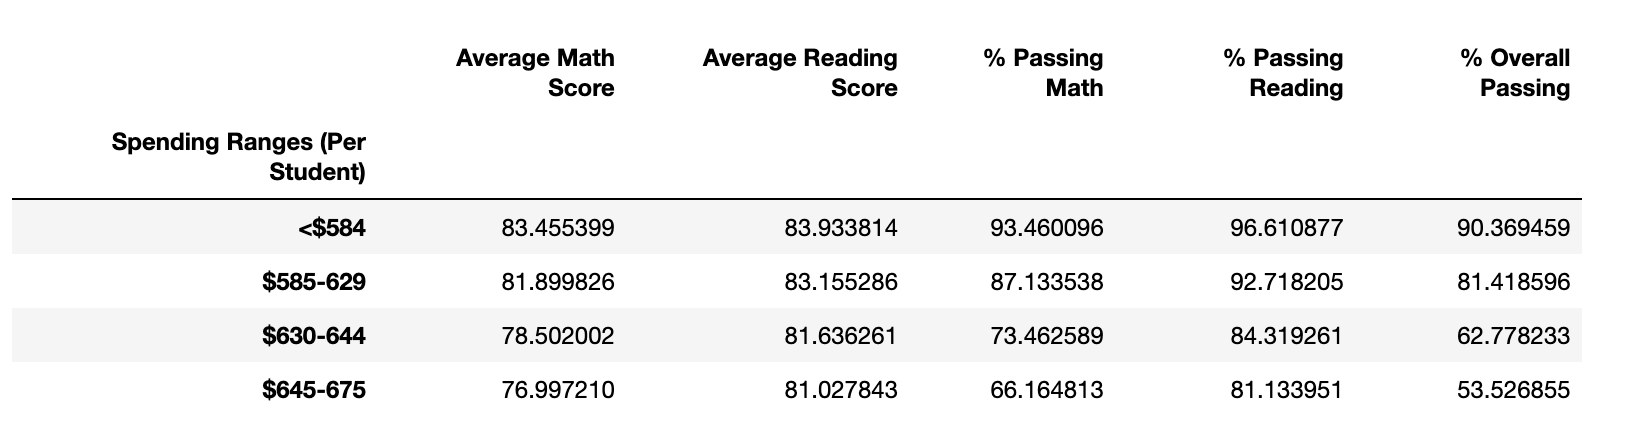 Average Math Score Average Reading Score % Passing Math % Passing Reading % Overall Passing
Spending Ranges (Per Student)
<$584 83.455399 83.933814 93.460096 96.610877 90.369459
$585-629 81.899826 83.155286 87.133538 92.718205 81.418596
$630-644 78.502002 81.636261 73.462589 84.319261 62.778233
$645-675 76.997210 81.027843 66.164813 81.133951 53.526855